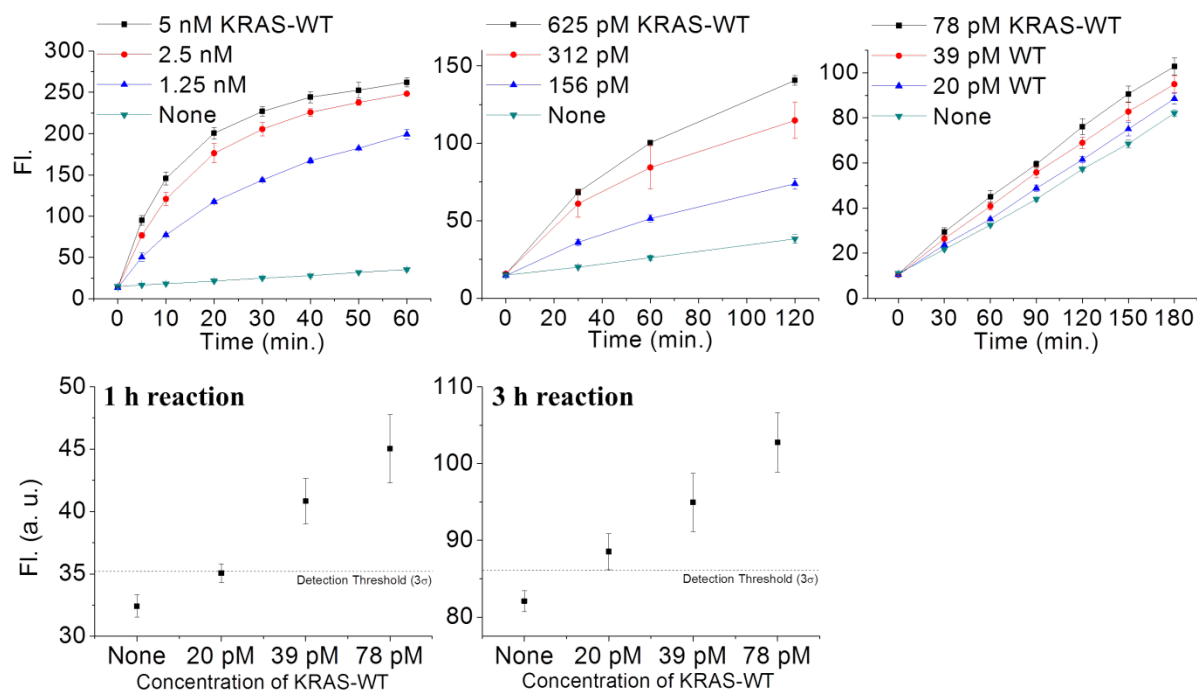 5 nM KRAS-WT
2.5 nM
1.25 nM
None
300
250
200
150
100
50
0
Fl.
0 10 20 30 40 50 60
Time (min.)
625 pM KRAS-WT
312 pM
156 pM
None
150
100
50
0
0 20 40 60 80 100 120
Time (min.)
78 pM KRAS-WT
39 pM WT
20 pM WT
None
100
80
60
40
20
0
0 30 60 90 120 150 180
Time (min.)
1 h reaction
50
45
40
35
30
Fl. (a. u.)
Detection Threshold (3σ)
None 20 pM 39 pM 78 pM
Concentration of KRAS-WT
3 h reaction
110
100
90
80
Detection Threshold (3σ)
None 20 pM 39 pM 78 pM
Concentration of KRAS-WT